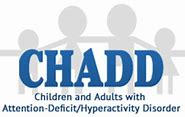 CHADD
Children and Adults with
Attention-Deficit/Hyperactivity Disorder